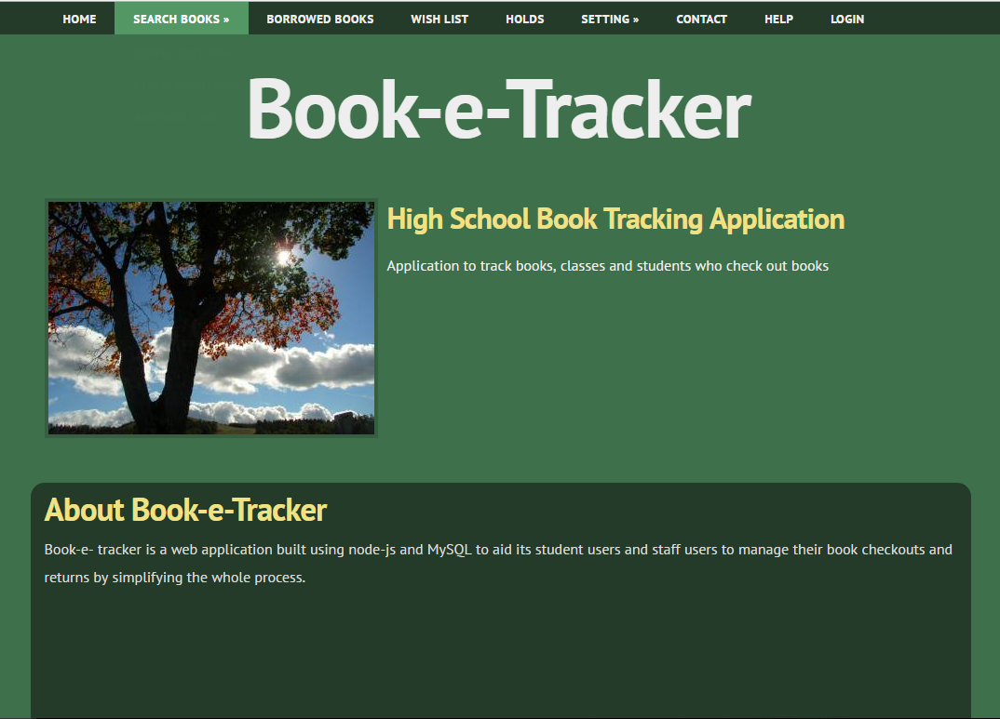 HOME SEARCH BOOKS » BORROWED BOOKS WISH LIST HOLDS SETTING » CONTACT HELP LOGIN
Book-e-Tracker
High School Book Tracking Application
Application to track books, classes and students who check out books
About Book-e-Tracker
Book-e- tracker is a web application built using node-js and MySQL to aid its student users and staff users to manage their book checkouts and
returns by simplifying the whole process.